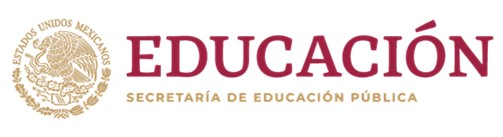 ESTADOS UNIDOS MEXICANOS
EDUCACIÓN
SECRETARÍA DE EDUCACIÓN PÚBLICA